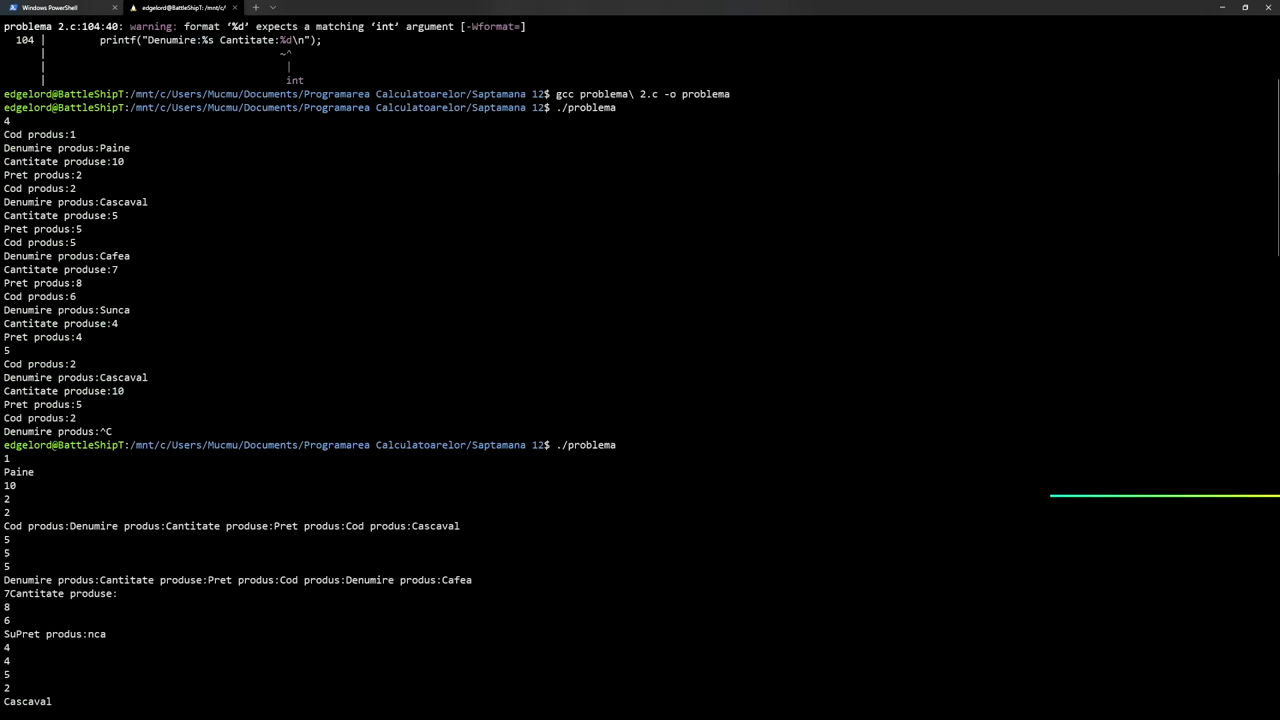 Windows PowerShell
edgelord@BattleShipT: /mnt/c/
problema 2.c:104:40: warning: format ‘%d’ expects a matching ‘int’ argument [-Wformat=]
104 |         printf("Denumire:%s Cantitate:%d\n");
|                                       ~^
|                                        |
|                                        int
edgelord@BattleShipT:/mnt/c/Users/Mucmu/Documents/Programarea Calculatoarelor/Saptamana 12$ gcc problema\ 2.c -o problema
edgelord@BattleShipT:/mnt/c/Users/Mucmu/Documents/Programarea Calculatoarelor/Saptamana 12$ ./problema
4
Cod produs:1
Denumire produs:Paine
Cantitate produse:10
Pret produs:2
Cod produs:2
Denumire produs:Cascaval
Cantitate produse:5
Pret produs:5
Cod produs:5
Denumire produs:Cafea
Cantitate produse:7
Pret produs:8
Cod produs:6
Denumire produs:Sunca
Cantitate produse:4
Pret produs:4
5
Cod produs:2
Denumire produs:Cascaval
Cantitate produse:10
Pret produs:5
Cod produs:2
Denumire produs:^C
edgelord@BattleShipT:/mnt/c/Users/Mucmu/Documents/Programarea Calculatoarelor/Saptamana 12$ ./problema
1
Paine
10
2
2
Cod produs:Denumire produs:Cantitate produse:Pret produs:Cod produs:Cascaval
5
5
5
Denumire produs:Cantitate produse:Pret produs:Cod produs:Denumire produs:Cafea
7Cantitate produse:
8
6
SuPret produs:nca
4
4
5
2
Cascaval